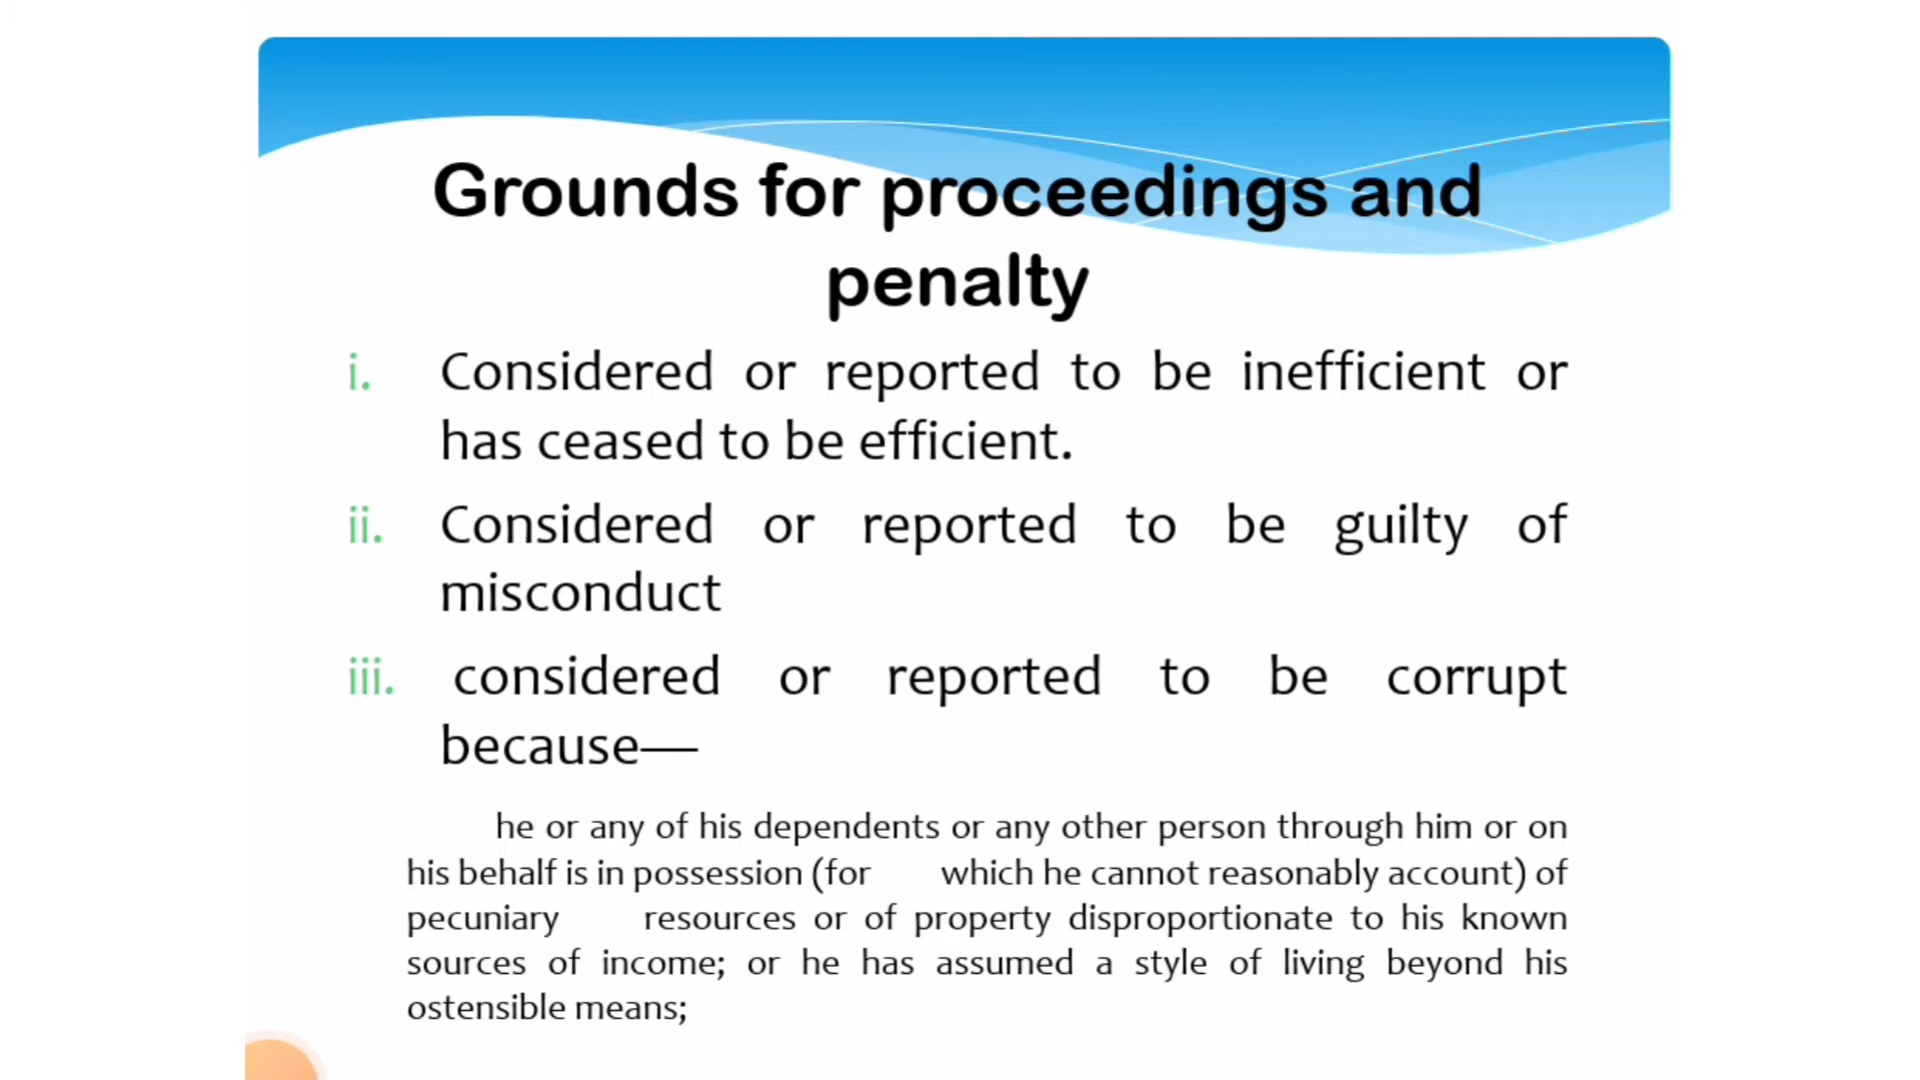 Grounds for proceedings and
penalty
i. Considered or reported to be inefficient or
has ceased to be efficient.
ii. Considered or reported to be guilty of
misconduct
iii. considered or reported to be corrupt
because—
he or any of his dependents or any other person through him or on
his behalf is in possession (for which he cannot reasonably account) of
pecuniary resources or of property disproportionate to his known
sources of income; or he has assumed a style of living beyond his
ostensible means;